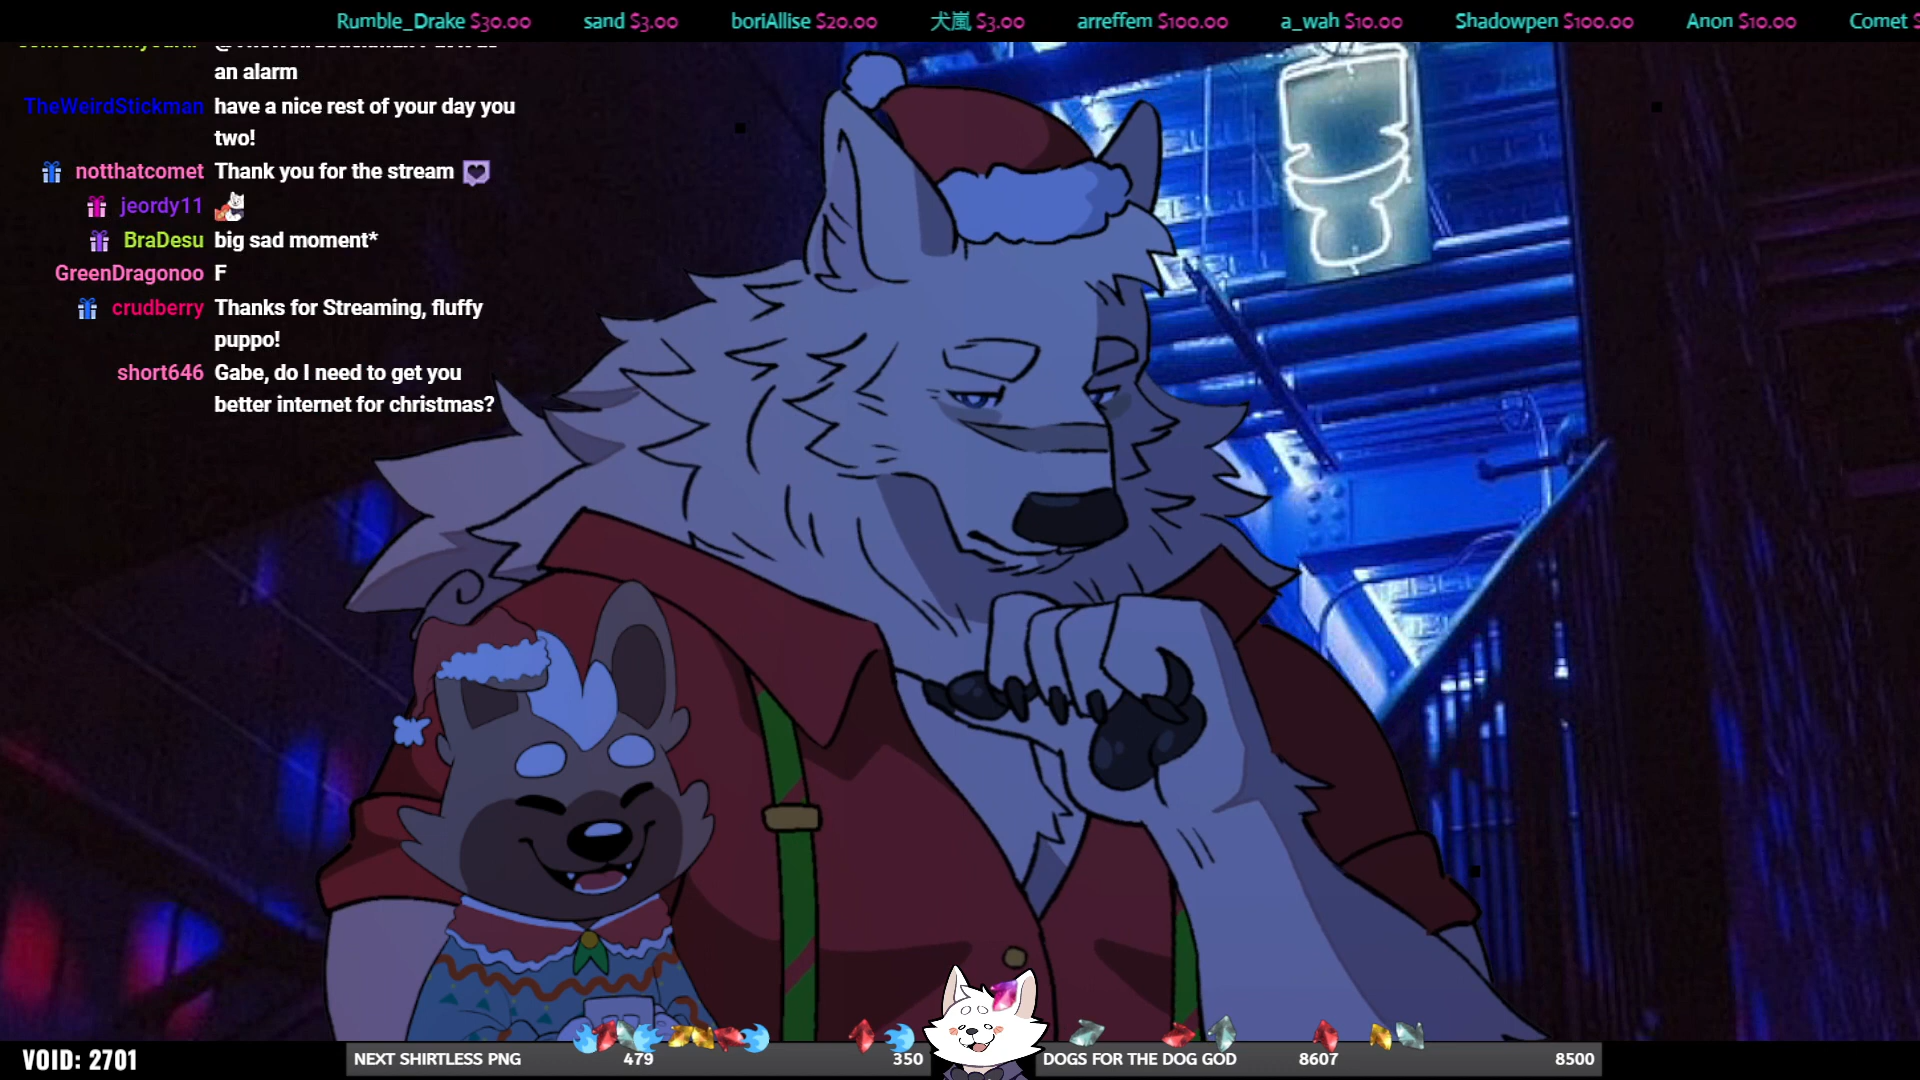 Rumble_Drake $30.00 sand $3.00 boriAllise $20.00 犬嵐 $3.00 arreffem $100.00 a_wah $10.00 Shadowpen $100.00 Anon $10.00 Comet $
an alarm
TheWeirdStickman have a nice rest of your day you
two!
notthatcomet Thank you for the stream
jeordy11
BraDesu big sad moment*
GreenDragonoo F
crudberry Thanks for Streaming, fluffy
puppo!
short646 Gabe, do I need to get you
better internet for christmas?
VOID: 2701
NEXT SHIRTLESS PNG 479 350
DOGS FOR THE DOG GOD 8607 8500